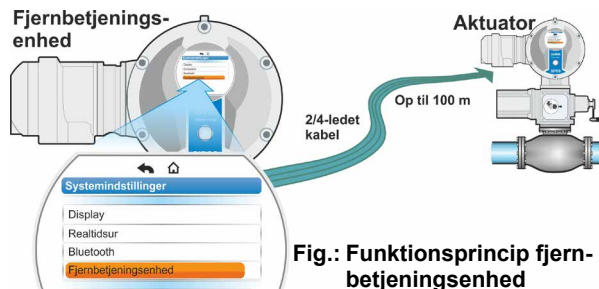 Fjernbetjenings-
enhed
Aktuator
2/4-ledet
kabel
Op til 100 m
Systemindstillinger
Display
Realtidsur
Bluetooth
Fjernbetjeningsenhed
Fig.: Funktionsprincip fjern-
betjeningsenhed